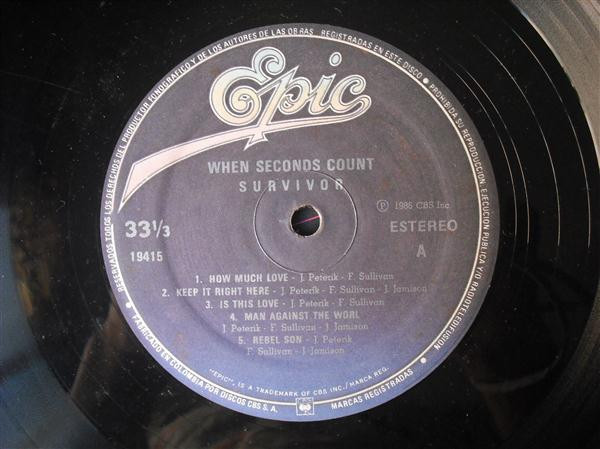 RESERVADOS TODOS LOS DERECHOS DEL PRODUCTOR FONOGRAFICO Y DE LOS AUTORES DE LAS OBRAS REGISTRADAS EN ESTE DISCO • PROHIBIDA SU REPRODUCCION, EJECUCION PUBLICA Y/O RADIOTELEDIFUSION
Epic
WHEN SECONDS COUNT
SURVIVOR
Ⓟ 1986 CBS Inc.
33 1/3
ESTEREO
19415
A
1. HOW MUCH LOVE - J. Peterik - F. Sullivan
2. KEEP IT RIGHT HERE - J. Peterik - F. Sullivan - J. Jamison
3. IS THIS LOVE - J. Peterik - F. Sullivan
4. MAN AGAINST THE WORL
J. Peterik - F. Sullivan - J. Jamison
5. REBEL SON - J. Peterik
F. Sullivan - J. Jamison
"EPIC", IS A TRADEMARK OF CBS INC./MARCA REG.
FABRICADO EN COLOMBIA POR DISCOS CBS S.A.
MARCAS REGISTRADAS